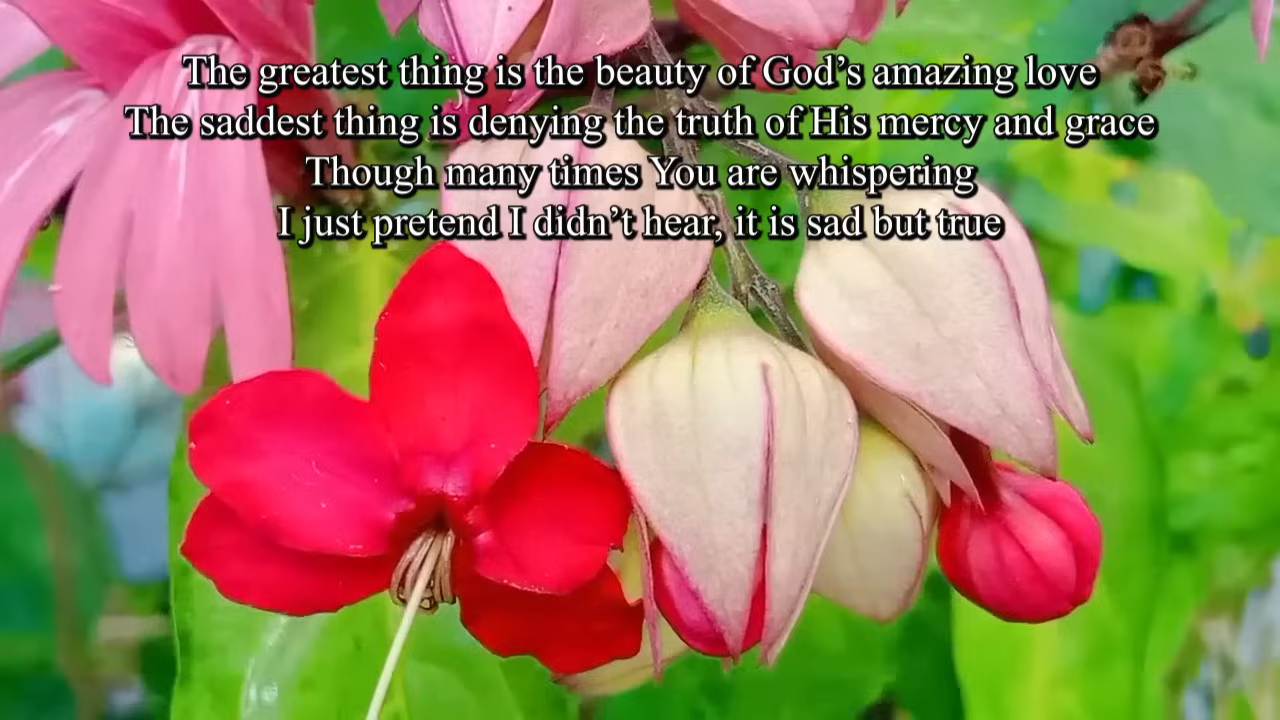 The greatest thing is the beauty of God’s amazing love
The saddest thing is denying the truth of His mercy and grace
Though many times You are whispering
I just pretend I didn’t hear, it is sad but true